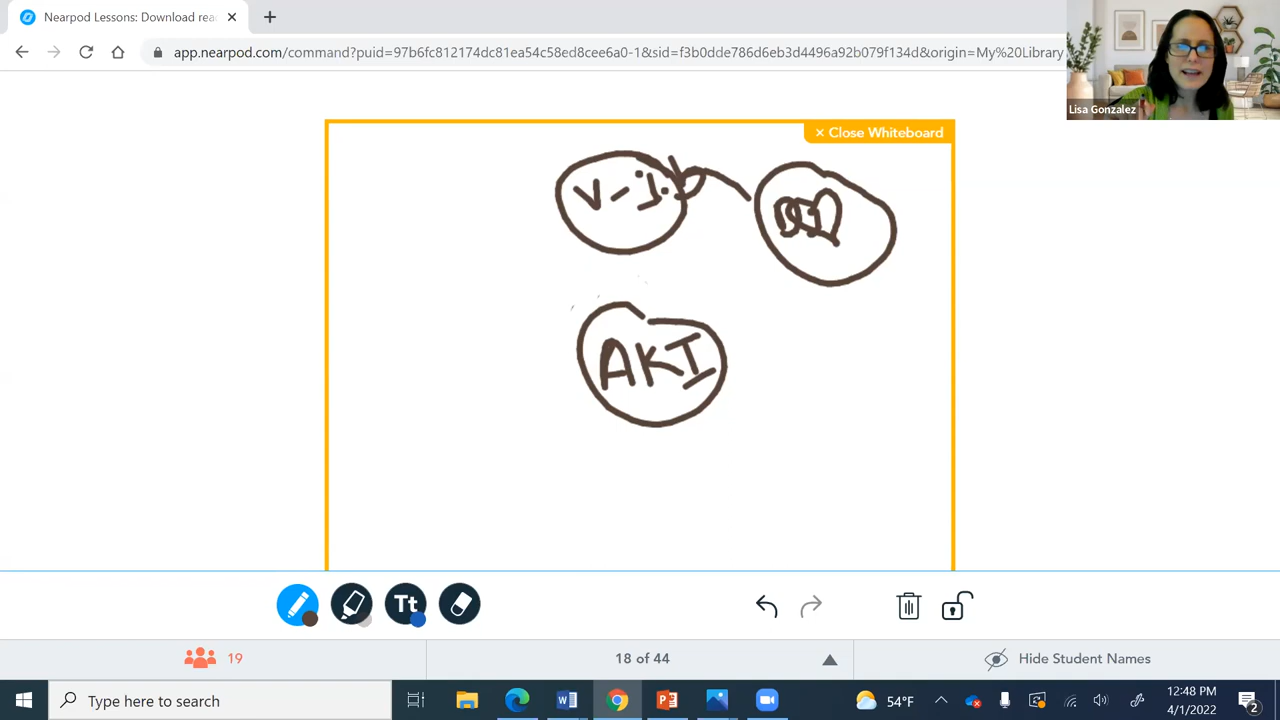 Nearpod Lessons: Download rea
app.nearpod.com/command?puid=97b6fc812174dc81ea54c58ed8cee6a0-1&sid=f3b0dde786d6eb3d4496a92b079f134d&origin=My%20Library
Lisa Gonzalez
× Close Whiteboard
AKI
Tt
19
18 of 44
Hide Student Names
Type here to search
54°F
12:48 PM
4/1/2022
2